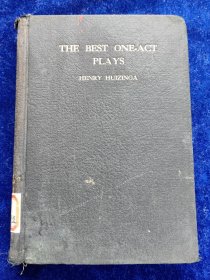 THE BEST ONE-ACT
PLAYS
HENRY HUIZINGA